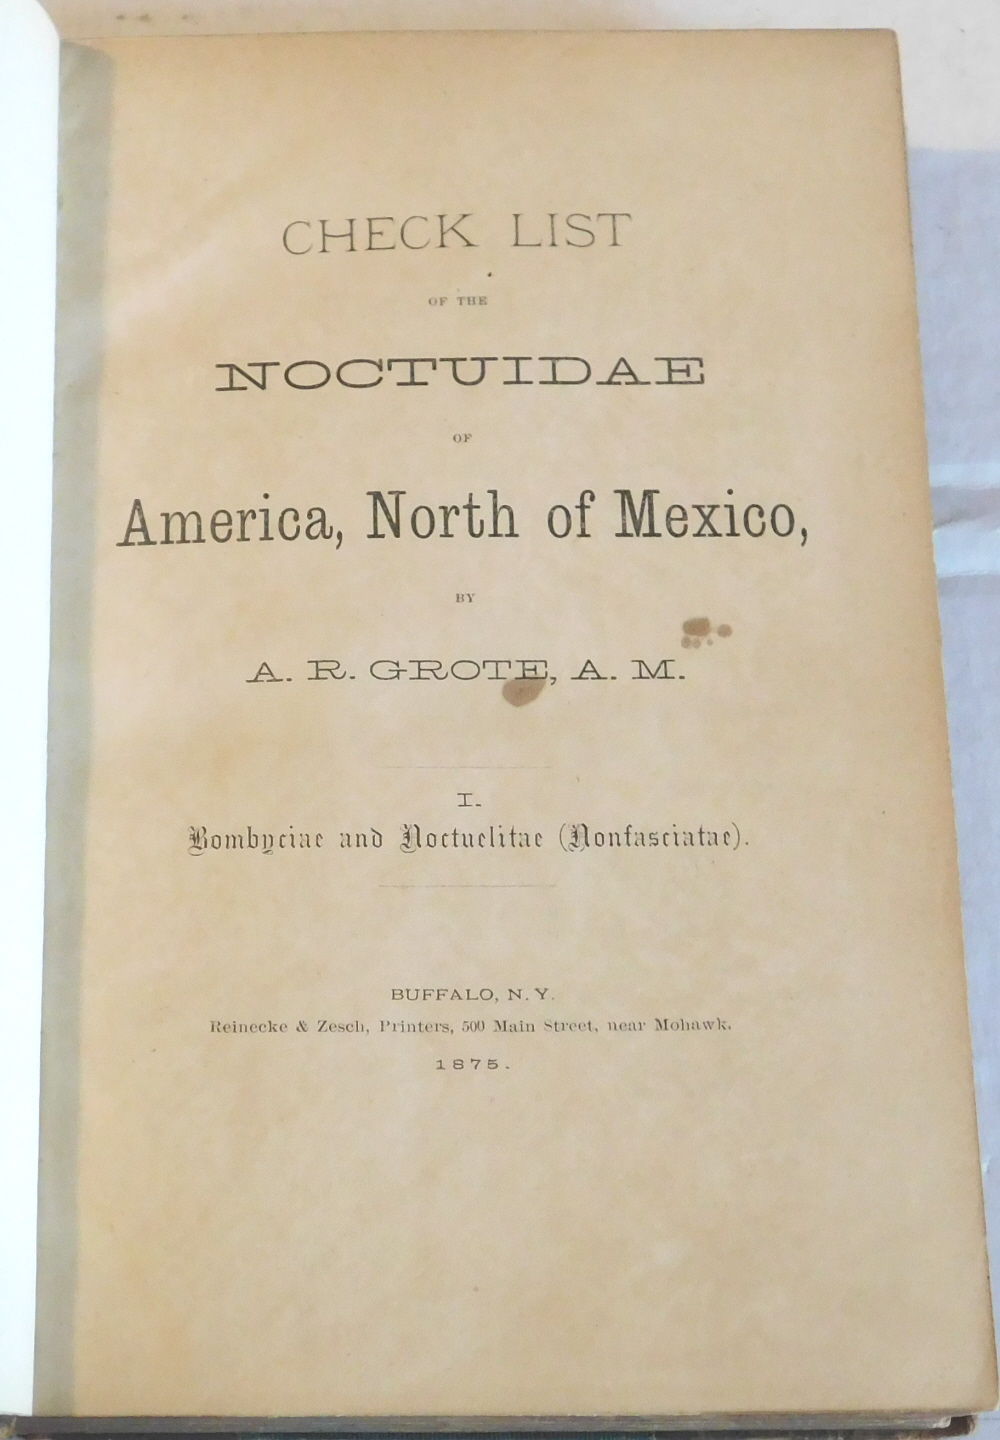 CHECK LIST
OF THE
NOCTUIDAE
OF
America, North of Mexico,
BY
A. R. GROTE, A. M.
I.
Bombyciae and Noctuelitae (Nonfasciatae).
BUFFALO, N. Y.
Reinecke & Zesch, Printers, 500 Main Street, near Mohawk.
1875.